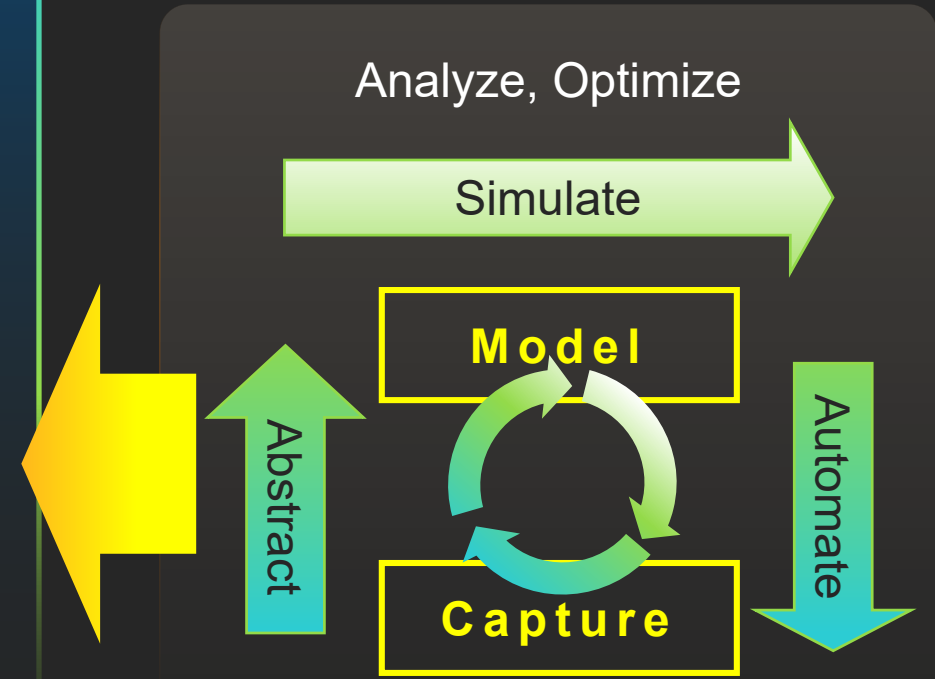 Analyze, Optimize
Simulate
Model
Abstract
Automate
Capture